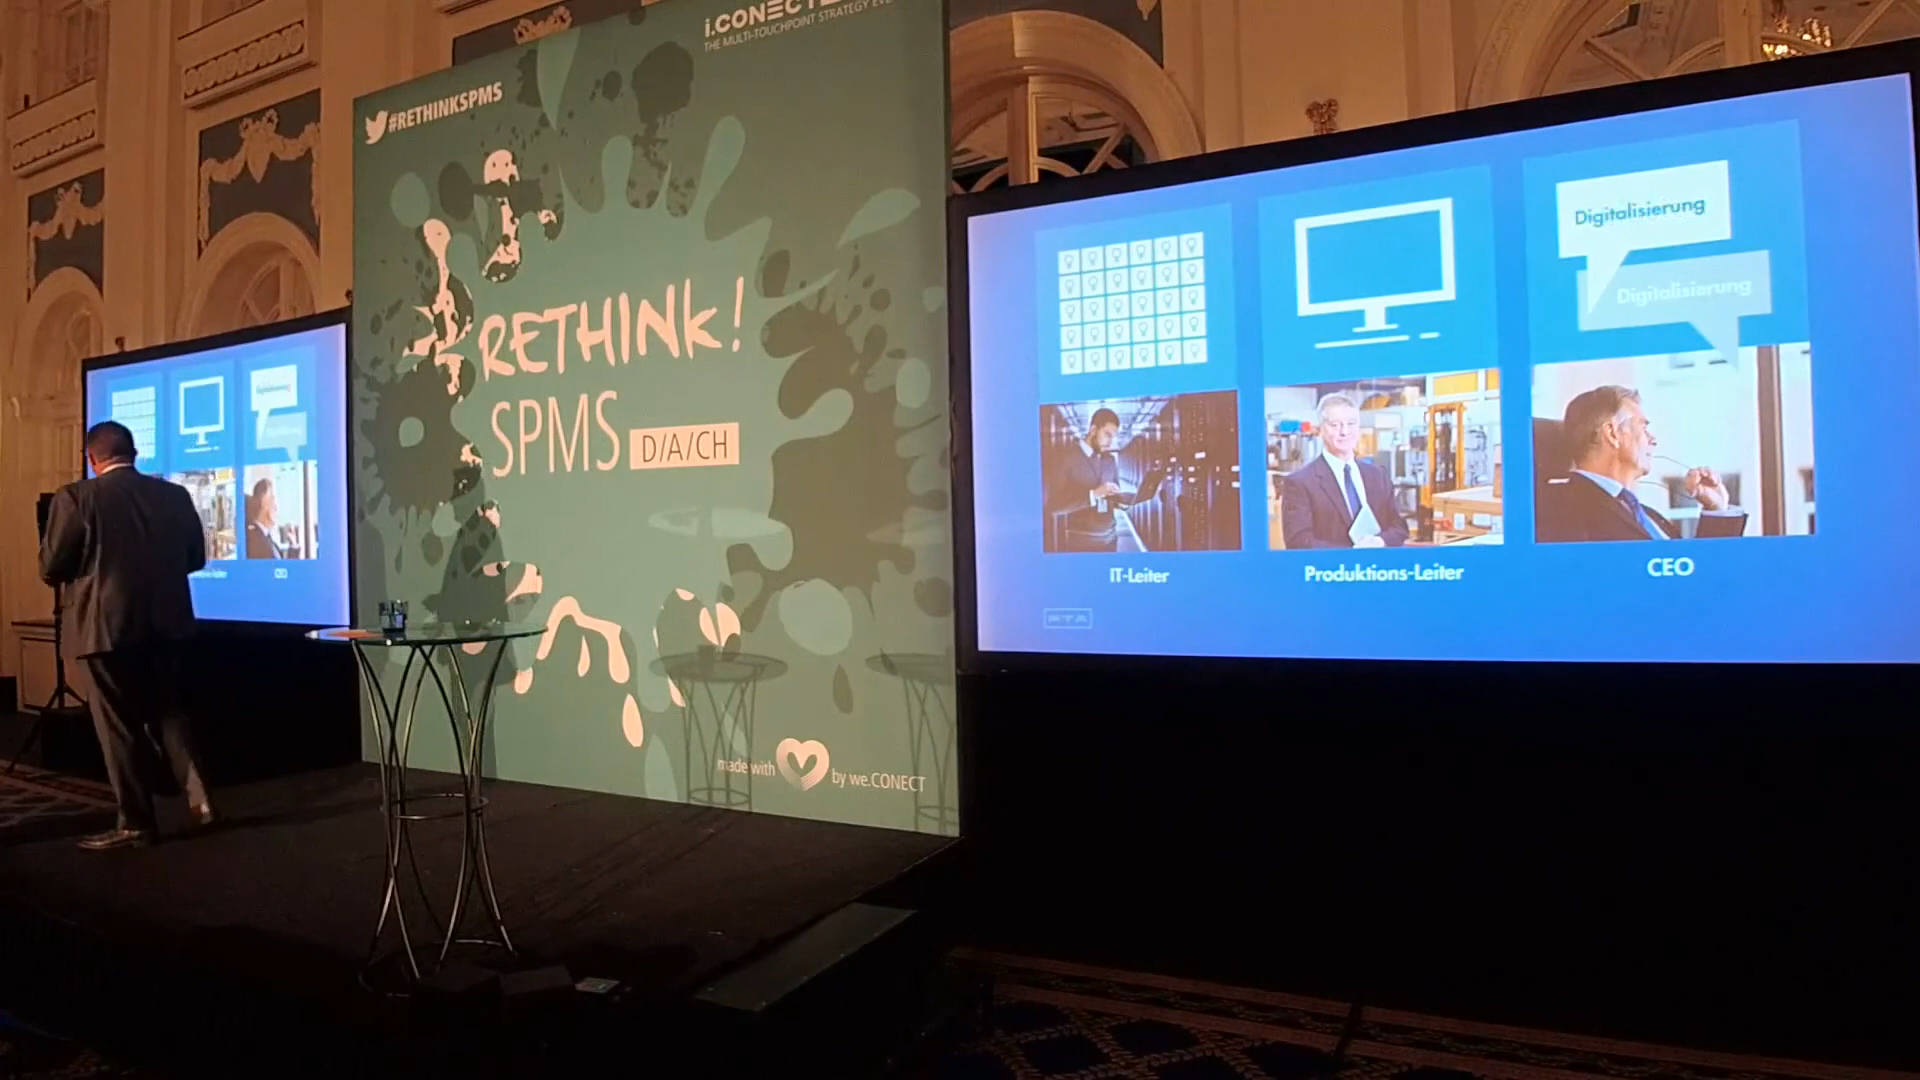 i.CONECT
THE MULTI-TOUCHPOINT STRATEGY
#RETHINKSPMS
RETHINK!
SPMS D/A/CH
made with by we.CONECT
Digitalisierung
Digitalisierung
IT-Leiter
Produktions-Leiter
CEO
CEO